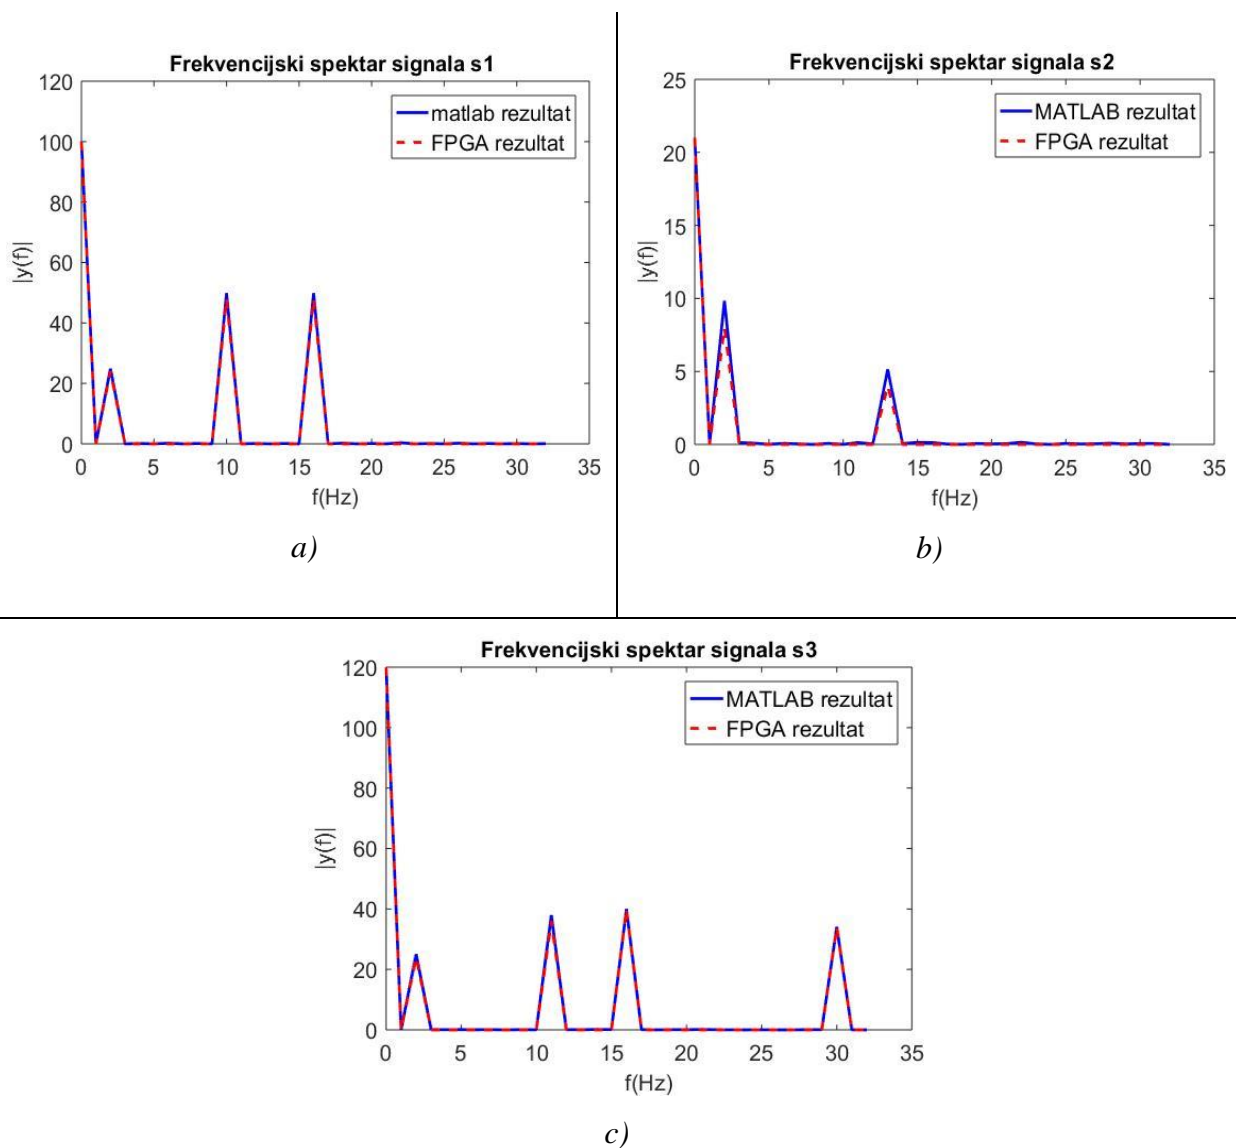 Frekvencijski spektar signala s1
120
100
80
60
40
20
0
|y(f)|
matlab rezultat
FPGA rezultat
0 5 10 15 20 25 30 35
f(Hz)
a)
Frekvencijski spektar signala s2
25
20
15
10
5
0
|y(f)|
MATLAB rezultat
FPGA rezultat
0 5 10 15 20 25 30 35
f(Hz)
b)
Frekvencijski spektar signala s3
120
100
80
60
40
20
0
|y(f)|
MATLAB rezultat
FPGA rezultat
0 5 10 15 20 25 30 35
f(Hz)
c)